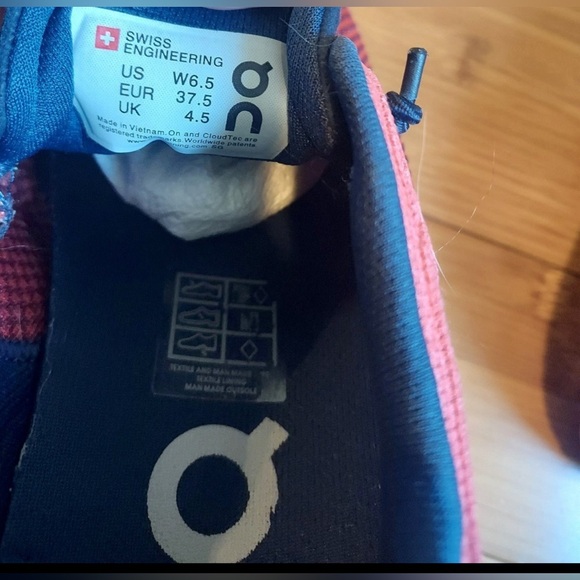 SWISS
ENGINEERING
US W6.5
EUR 37.5
UK 4.5
Made in Vietnam. On and CloudTec are
registered trademarks. Worldwide patents
TEXTILE AND MAN MADE
TEXTILE LINING
MAN MADE OUTSOLE